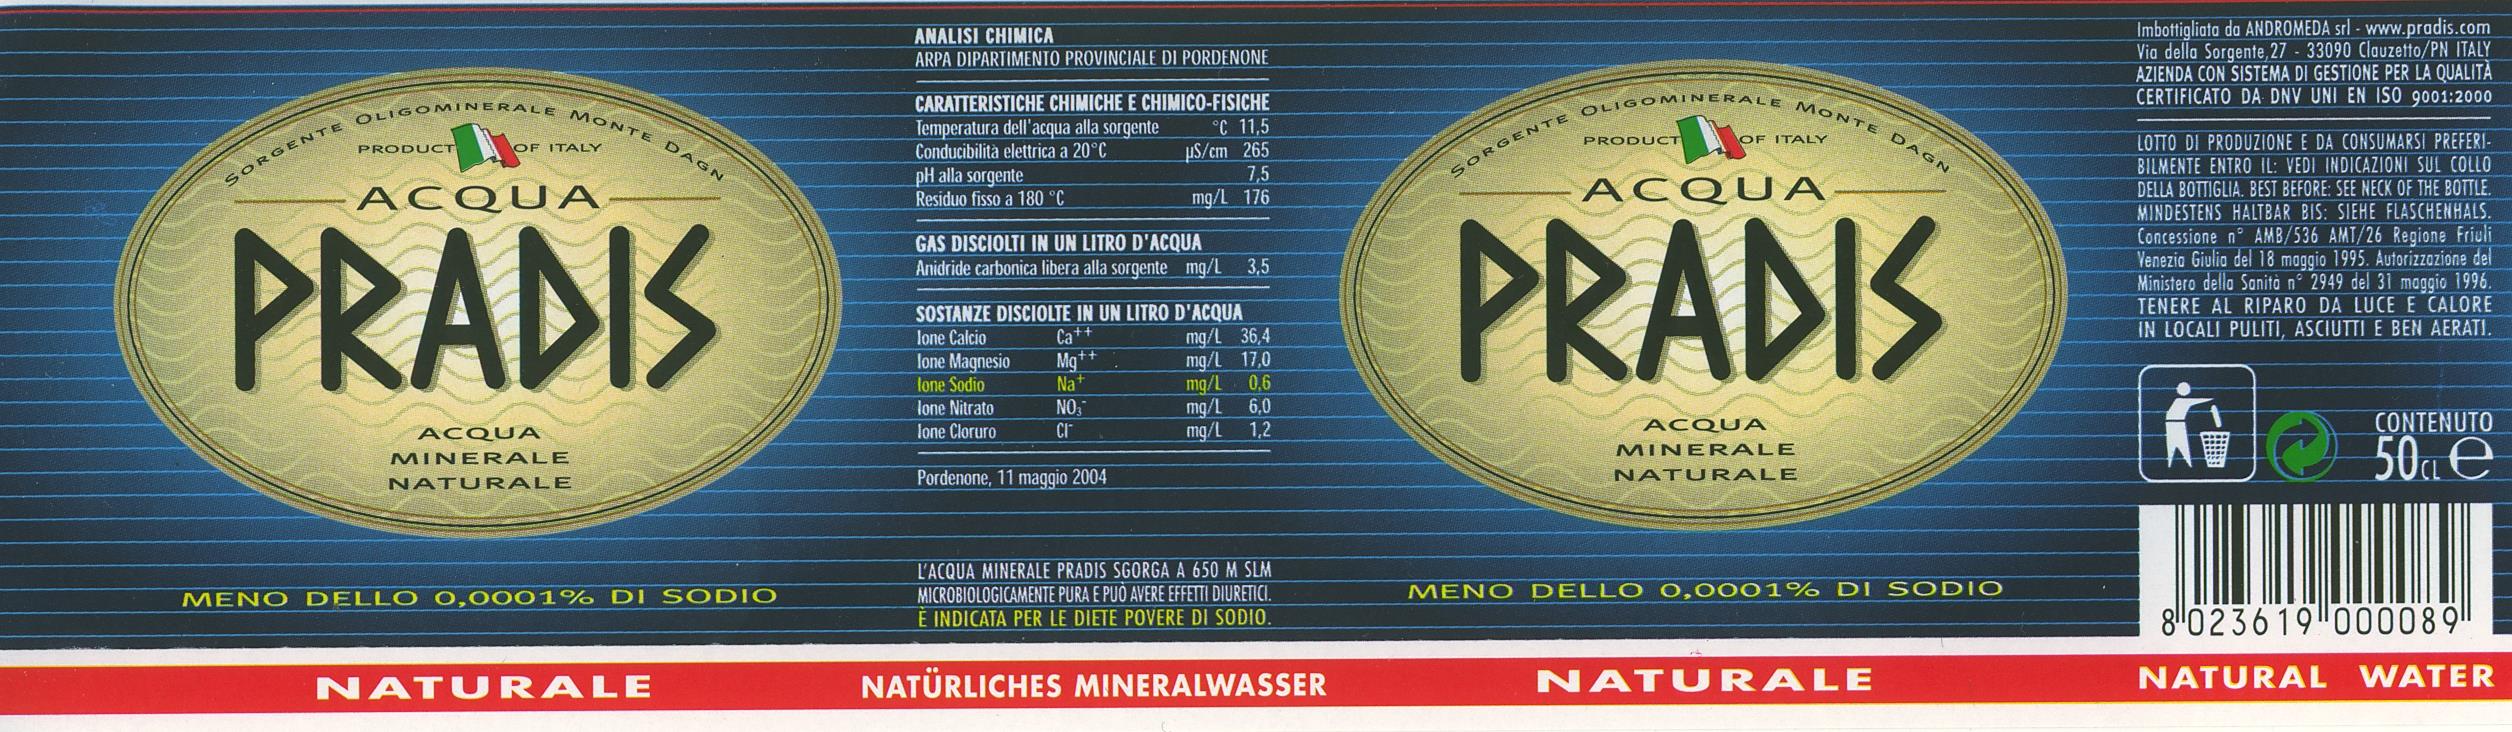 SORGENTE OLIGOMINERALE MONTE DAGN
PRODUCT OF ITALY
ACQUA
PRADIS
ACQUA
MINERALE
NATURALE
MENO DELLO 0,0001% DI SODIO
NATURALE
ANALISI CHIMICA
ARPA DIPARTIMENTO PROVINCIALE DI PORDENONE
CARATTERISTICHE CHIMICHE E CHIMICO-FISICHE
Temperatura dell'acqua alla sorgente °C 11,5
Conducibilità elettrica a 20°C µS/cm 265
pH alla sorgente 7,5
Residuo fisso a 180 °C mg/L 176
GAS DISCIOLTI IN UN LITRO D'ACQUA
Anidride carbonica libera alla sorgente mg/L 3,5
SOSTANZE DISCIOLTE IN UN LITRO D'ACQUA
Ione Calcio Ca++ mg/L 36,4
Ione Magnesio Mg++ mg/L 17,0
Ione Sodio Na+ mg/L 0,6
Ione Nitrato NO3- mg/L 6,0
Ione Cloruro Cl- mg/L 1,2
Pordenone, 11 maggio 2004
L'ACQUA MINERALE PRADIS SGORGA A 650 M SLM
MICROBIOLOGICAMENTE PURA E PUÒ AVERE EFFETTI DIURETICI.
È INDICATA PER LE DIETE POVERE DI SODIO.
NATÜRLICHES MINERALWASSER
SORGENTE OLIGOMINERALE MONTE DAGN
PRODUCT OF ITALY
ACQUA
PRADIS
ACQUA
MINERALE
NATURALE
MENO DELLO 0,0001% DI SODIO
NATURALE
Imbottigliata da ANDROMEDA srl - www.pradis.com
Via della Sorgente,27 - 33090 Clauzetto/PN ITALY
AZIENDA CON SISTEMA DI GESTIONE PER LA QUALITÀ
CERTIFICATO DA DNV UNI EN ISO 9001:2000
LOTTO DI PRODUZIONE E DA CONSUMARSI PREFERI-
BILMENTE ENTRO IL: VEDI INDICAZIONI SUL COLLO
DELLA BOTTIGLIA. BEST BEFORE: SEE NECK OF THE BOTTLE.
MINDESTENS HALTBAR BIS: SIEHE FLASCHENHALS.
Concessione n° AMB/536 AMT/26 Regione Friuli
Venezia Giulia del 18 maggio 1995. Autorizzazione del
Ministero della Sanità n° 2949 del 31 maggio 1996.
TENERE AL RIPARO DA LUCE E CALORE
IN LOCALI PULITI, ASCIUTTI E BEN AERATI.
CONTENUTO
50CL e
8 023619 000089
NATURAL WATER